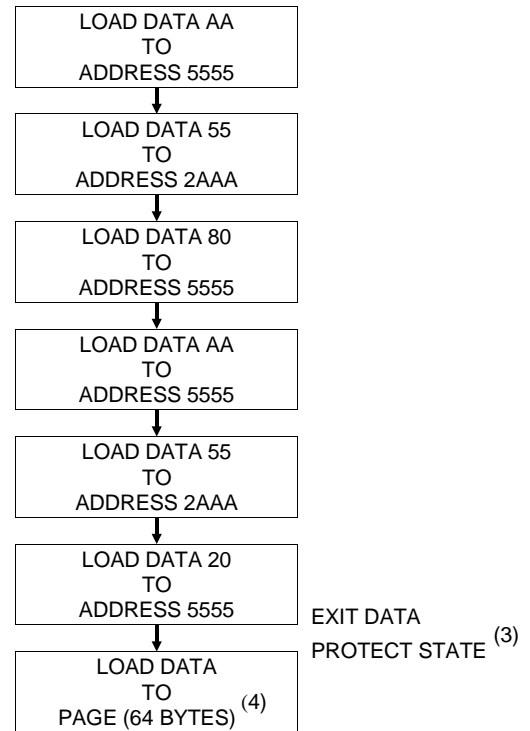 LOAD DATA AA
TO
ADDRESS 5555
LOAD DATA 55
TO
ADDRESS 2AAA
LOAD DATA 80
TO
ADDRESS 5555
LOAD DATA AA
TO
ADDRESS 5555
LOAD DATA 55
TO
ADDRESS 2AAA
LOAD DATA 20
TO
ADDRESS 5555
EXIT DATA
PROTECT STATE (3)
LOAD DATA
TO
PAGE (64 BYTES) (4)